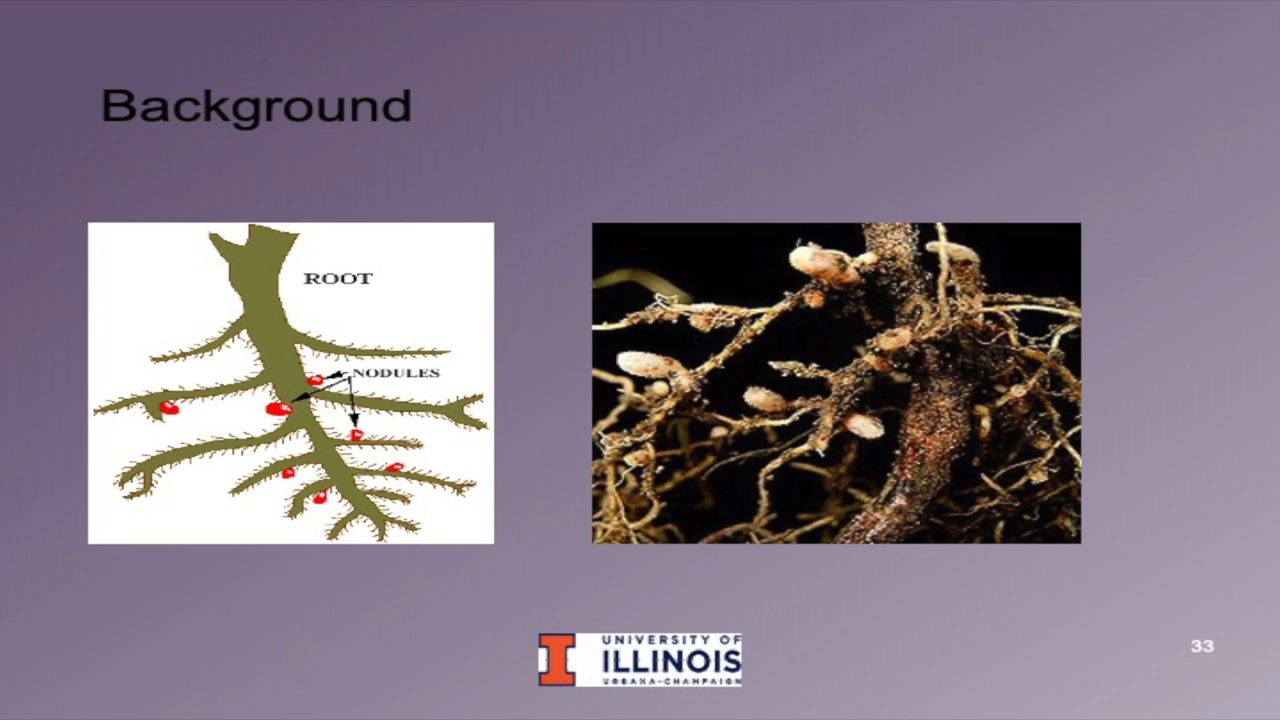 Background
ROOT
NODULES
UNIVERSITY OF
ILLINOIS
URBANA-CHAMPAIGN
33